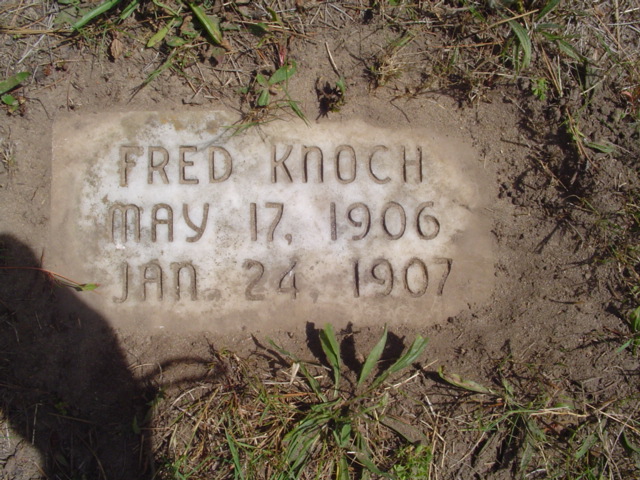 FRED KNOCH
MAY 17, 1906
JAN. 24, 1907